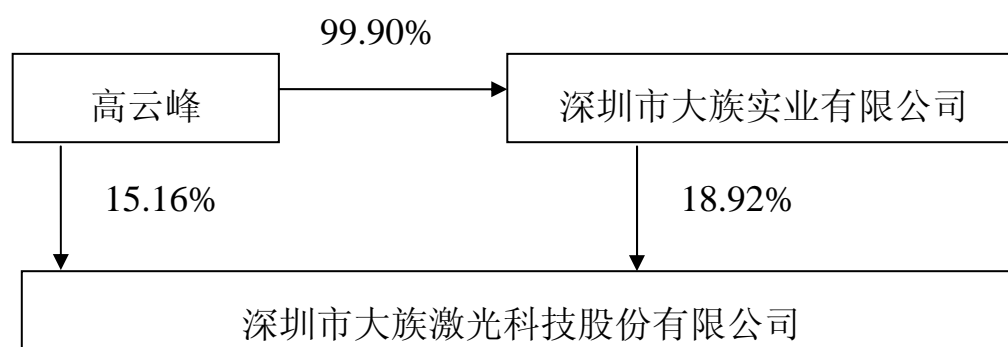 99.90%
高云峰
深圳市大族实业有限公司
15.16%
18.92%
深圳市大族激光科技股份有限公司